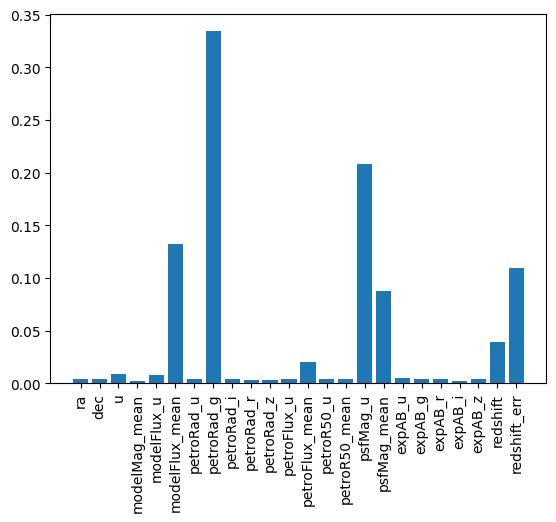 0.35
0.30
0.25
0.20
0.15
0.10
0.05
0.00
ra
dec
u
modelMag_mean
modelFlux_u
modelFlux_mean
petroRad_u
petroRad_g
petroRad_i
petroRad_r
petroRad_z
petroFlux_u
petroFlux_mean
petroR50_u
petroR50_mean
psfMag_u
psfMag_mean
expAB_u
expAB_g
expAB_r
expAB_i
expAB_z
redshift
redshift_err